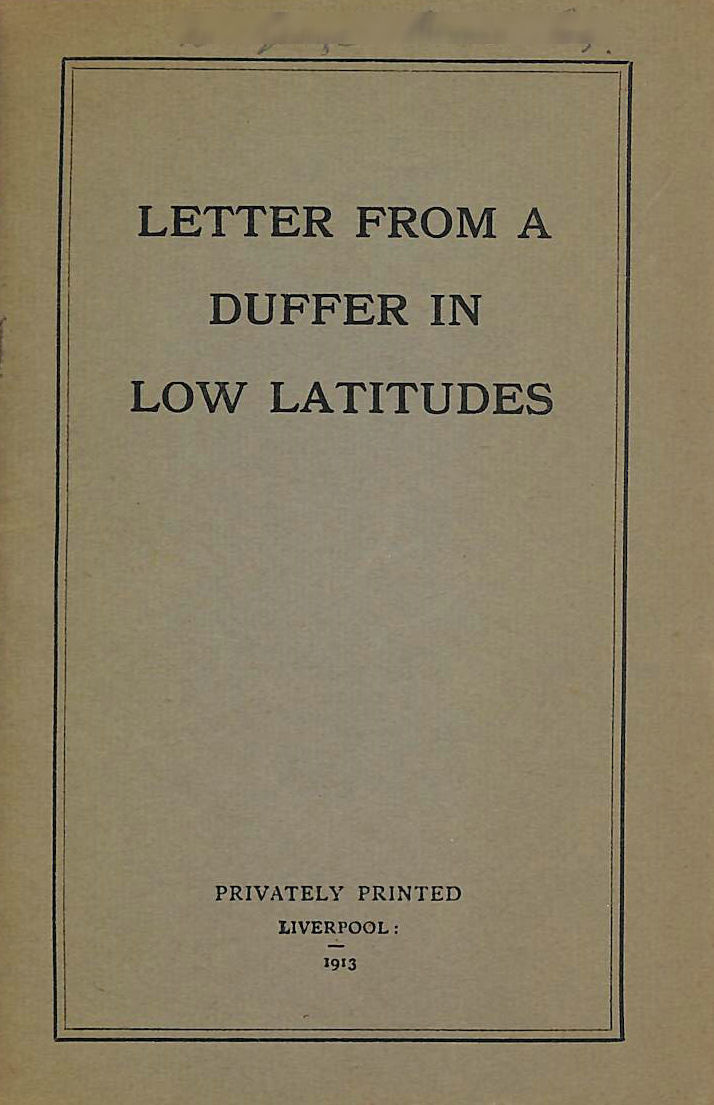 LETTER FROM A
DUFFER IN
LOW LATITUDES
PRIVATELY PRINTED
LIVERPOOL:
1913